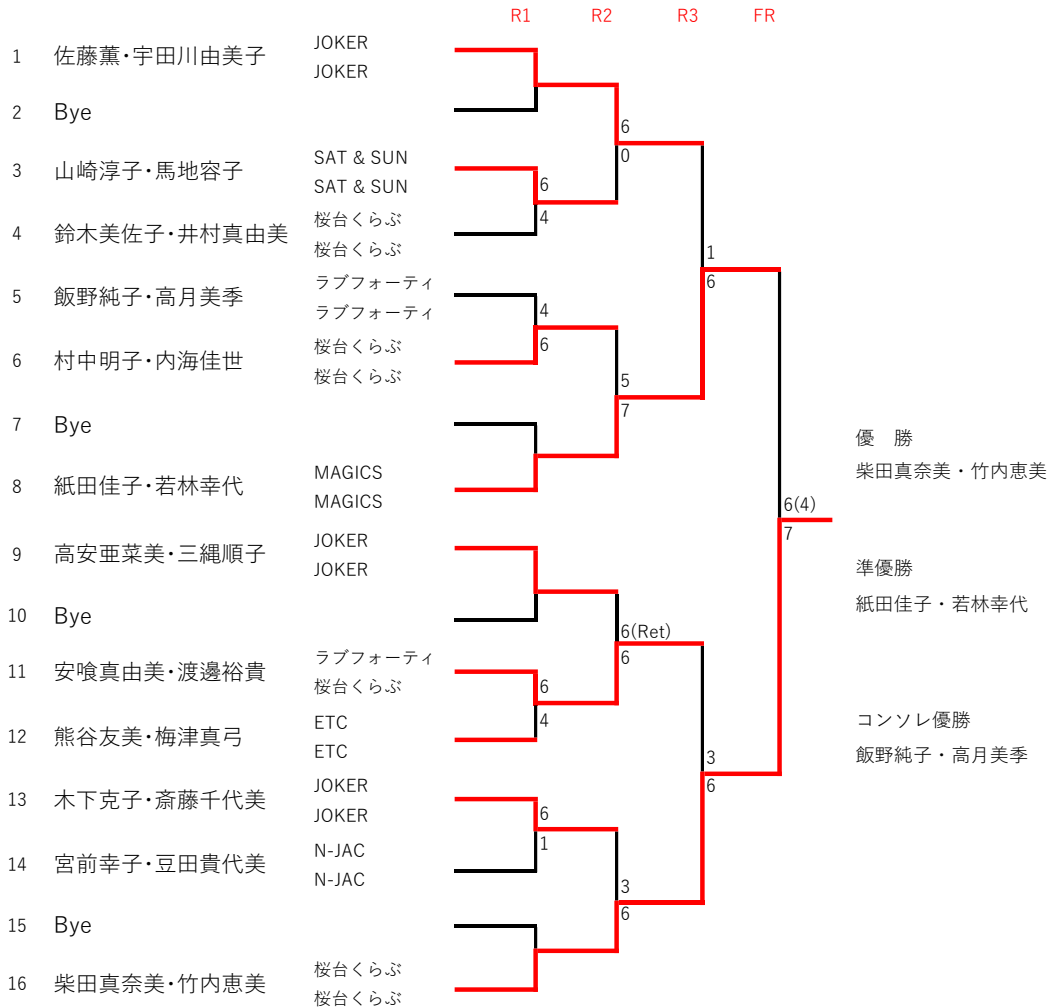 R1 R2 R3 FR
1 佐藤薫・宇田川由美子 JOKER
JOKER
2 Bye
6
0
3 山崎淳子・馬地容子 SAT & SUN
SAT & SUN
6
4
4 鈴木美佐子・井村真由美 桜台くらぶ
桜台くらぶ
1
6
5 飯野純子・高月美季 ラブフォーティ
ラブフォーティ
4
6
6 村中明子・内海佳世 桜台くらぶ
桜台くらぶ
5
7
7 Bye
8 紙田佳子・若林幸代 MAGICS
MAGICS
優　勝
柴田真奈美・竹内恵美
6(4)
7
9 高安亜菜美・三縄順子 JOKER
JOKER
準優勝
紙田佳子・若林幸代
10 Bye
6(Ret)
6
11 安喰真由美・渡邊裕貴 ラブフォーティ
桜台くらぶ
6
4
12 熊谷友美・梅津真弓 ETC
ETC
コンソレ優勝
飯野純子・高月美季
3
6
13 木下克子・斎藤千代美 JOKER
JOKER
6
1
14 宮前幸子・豆田貴代美 N-JAC
N-JAC
3
6
15 Bye
16 柴田真奈美・竹内恵美 桜台くらぶ
桜台くらぶ